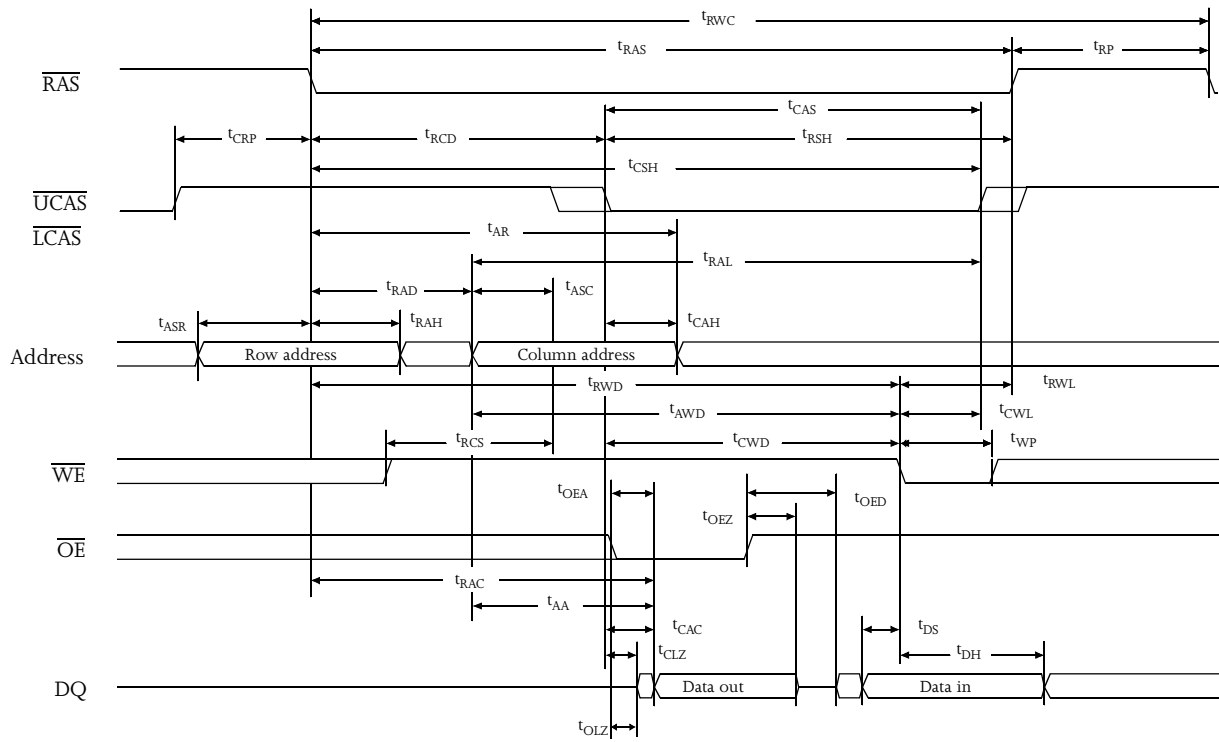 tRWC
tRAS
tRP
RAS
tCAS
tCRP
tRCD
tRSH
tCSH
UCAS
LCAS
tAR
tRAL
tRAD
tASC
tASR
tRAH
tCAH
Address
Row address
Column address
tRWD
tRWL
tAWD
tCWL
tRCS
tCWD
tWP
WE
tOEA
tOED
tOEZ
OE
tRAC
tAA
tCAC
tDS
tCLZ
tDH
DQ
Data out
Data in
tOLZ